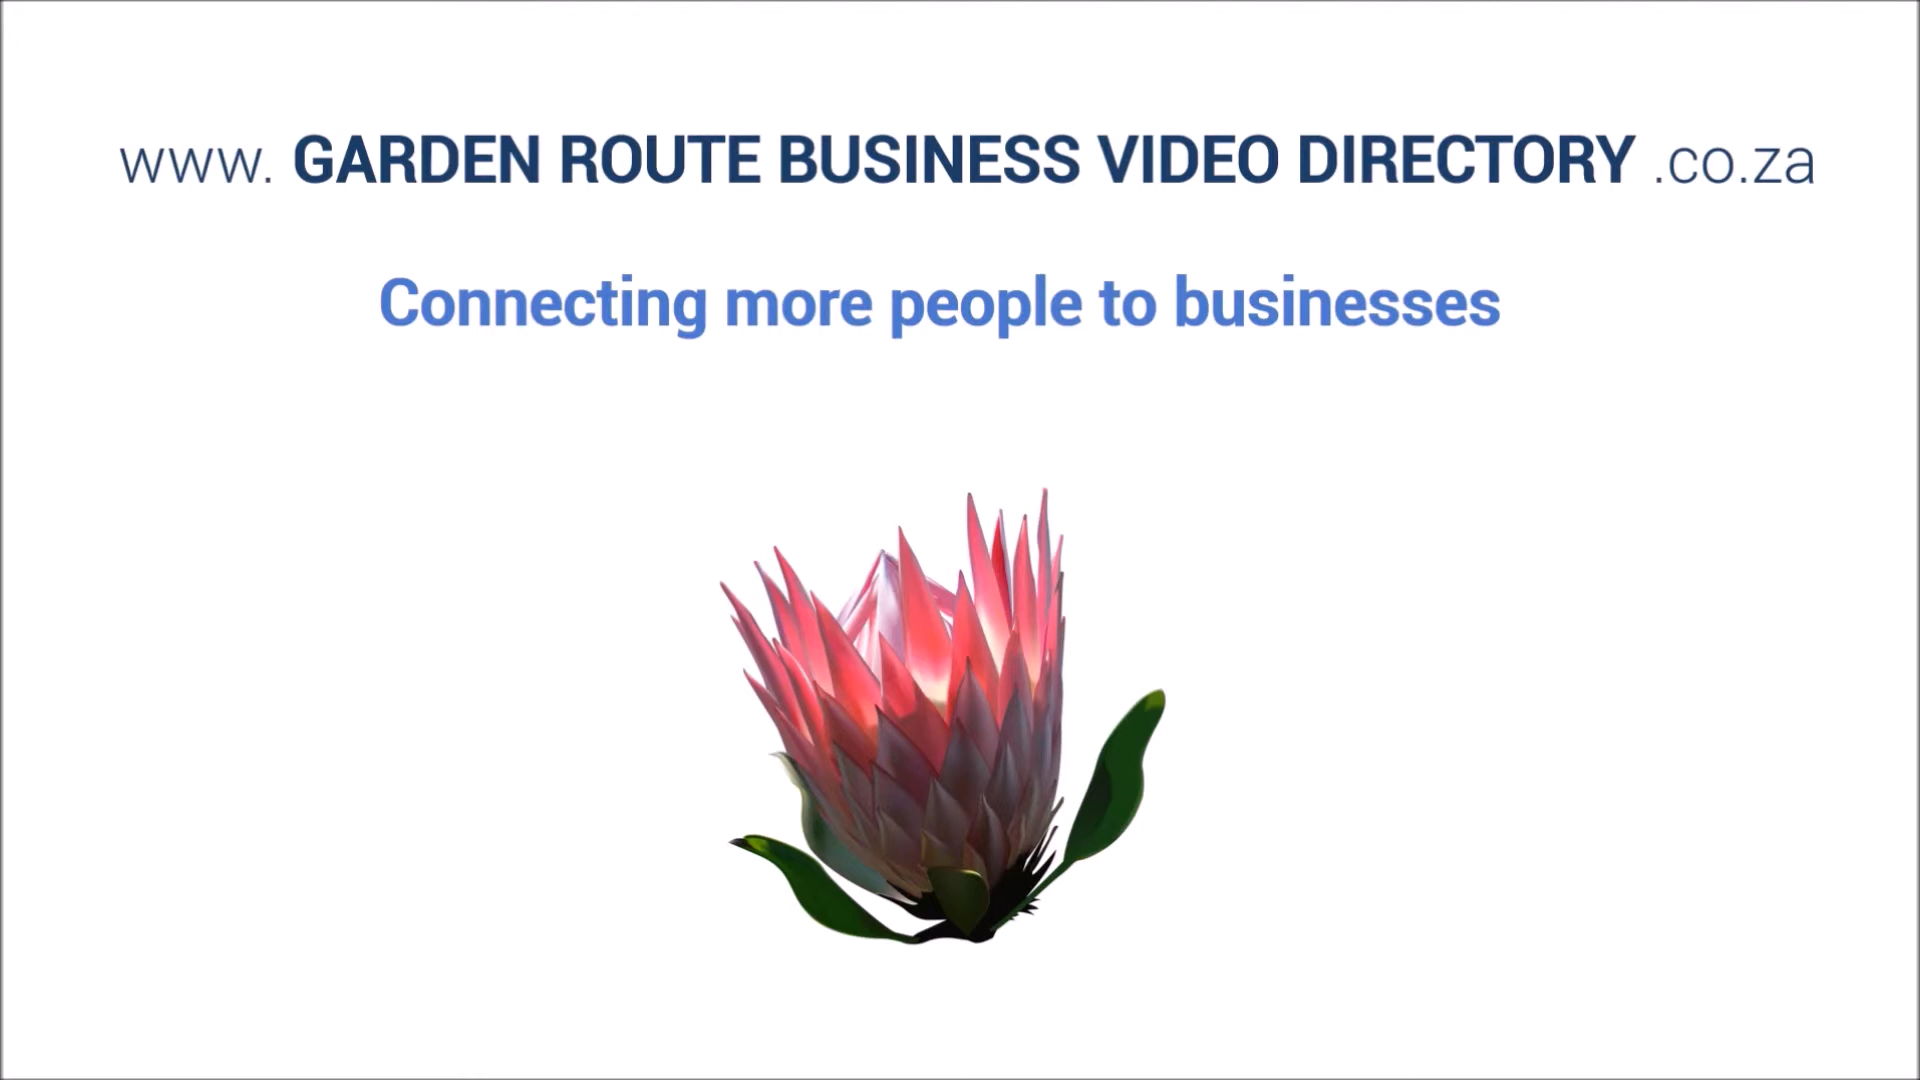 www. GARDEN ROUTE BUSINESS VIDEO DIRECTORY .co.za
Connecting more people to businesses